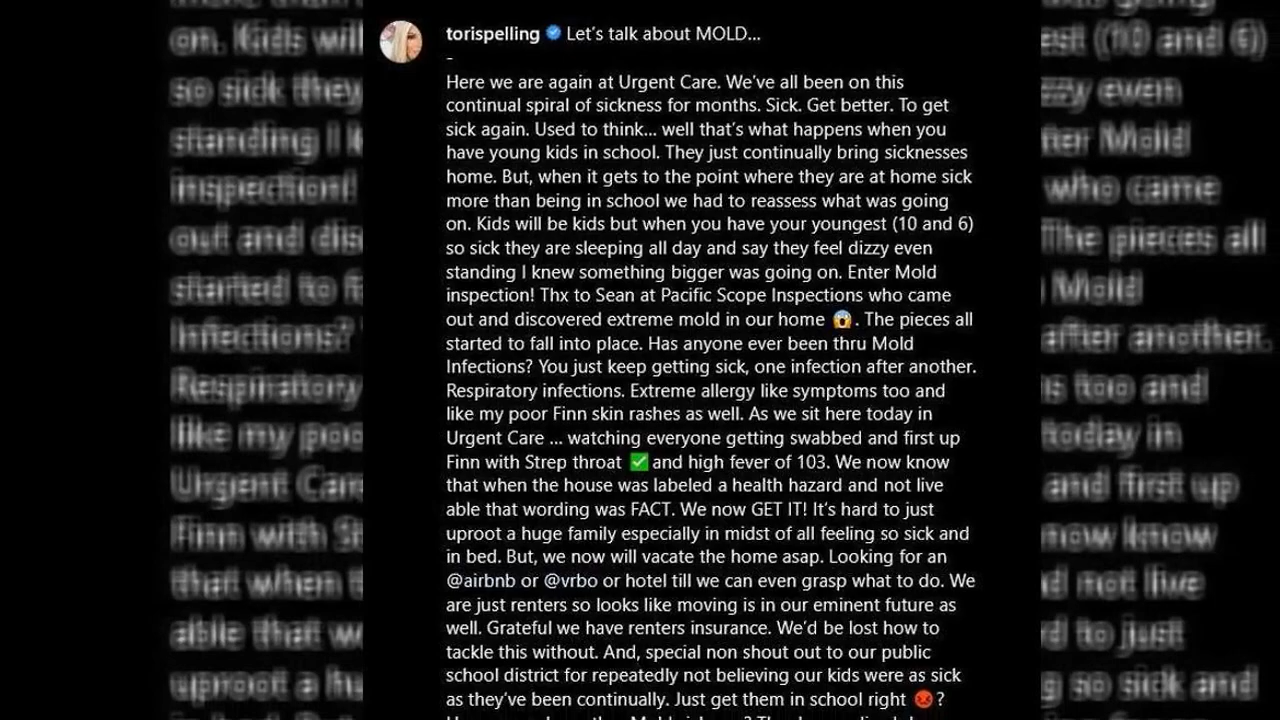 torispelling Let's talk about MOLD...
-
Here we are again at Urgent Care. We've all been on this
continual spiral of sickness for months. Sick. Get better. To get
sick again. Used to think... well that's what happens when you
have young kids in school. They just continually bring sicknesses
home. But, when it gets to the point where they are at home sick
more than being in school we had to reassess what was going
on. Kids will be kids but when you have your youngest (10 and 6)
so sick they are sleeping all day and say they feel dizzy even
standing I knew something bigger was going on. Enter Mold
inspection! Thx to Sean at Pacific Scope Inspections who came
out and discovered extreme mold in our home 😱. The pieces all
started to fall into place. Has anyone ever been thru Mold
Infections? You just keep getting sick, one infection after another.
Respiratory infections. Extreme allergy like symptoms too and
like my poor Finn skin rashes as well. As we sit here today in
Urgent Care ... watching everyone getting swabbed and first up
Finn with Strep throat ✅ and high fever of 103. We now know
that when the house was labeled a health hazard and not live
able that wording was FACT. We now GET IT! It's hard to just
uproot a huge family especially in midst of all feeling so sick and
in bed. But, we now will vacate the home asap. Looking for an
@airbnb or @vrbo or hotel till we can even grasp what to do. We
are just renters so looks like moving is in our eminent future as
well. Grateful we have renters insurance. We'd be lost how to
tackle this without. And, special non shout out to our public
school district for repeatedly not believing our kids were as sick
as they've been continually. Just get them in school right 😡?